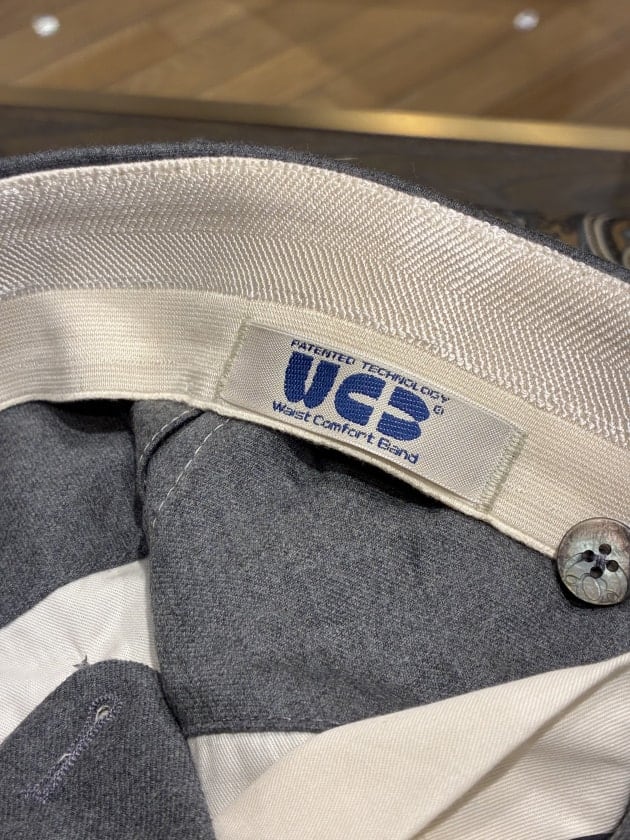 PATENTED TECHNOLOGY
WCB®
Waist Comfort Band